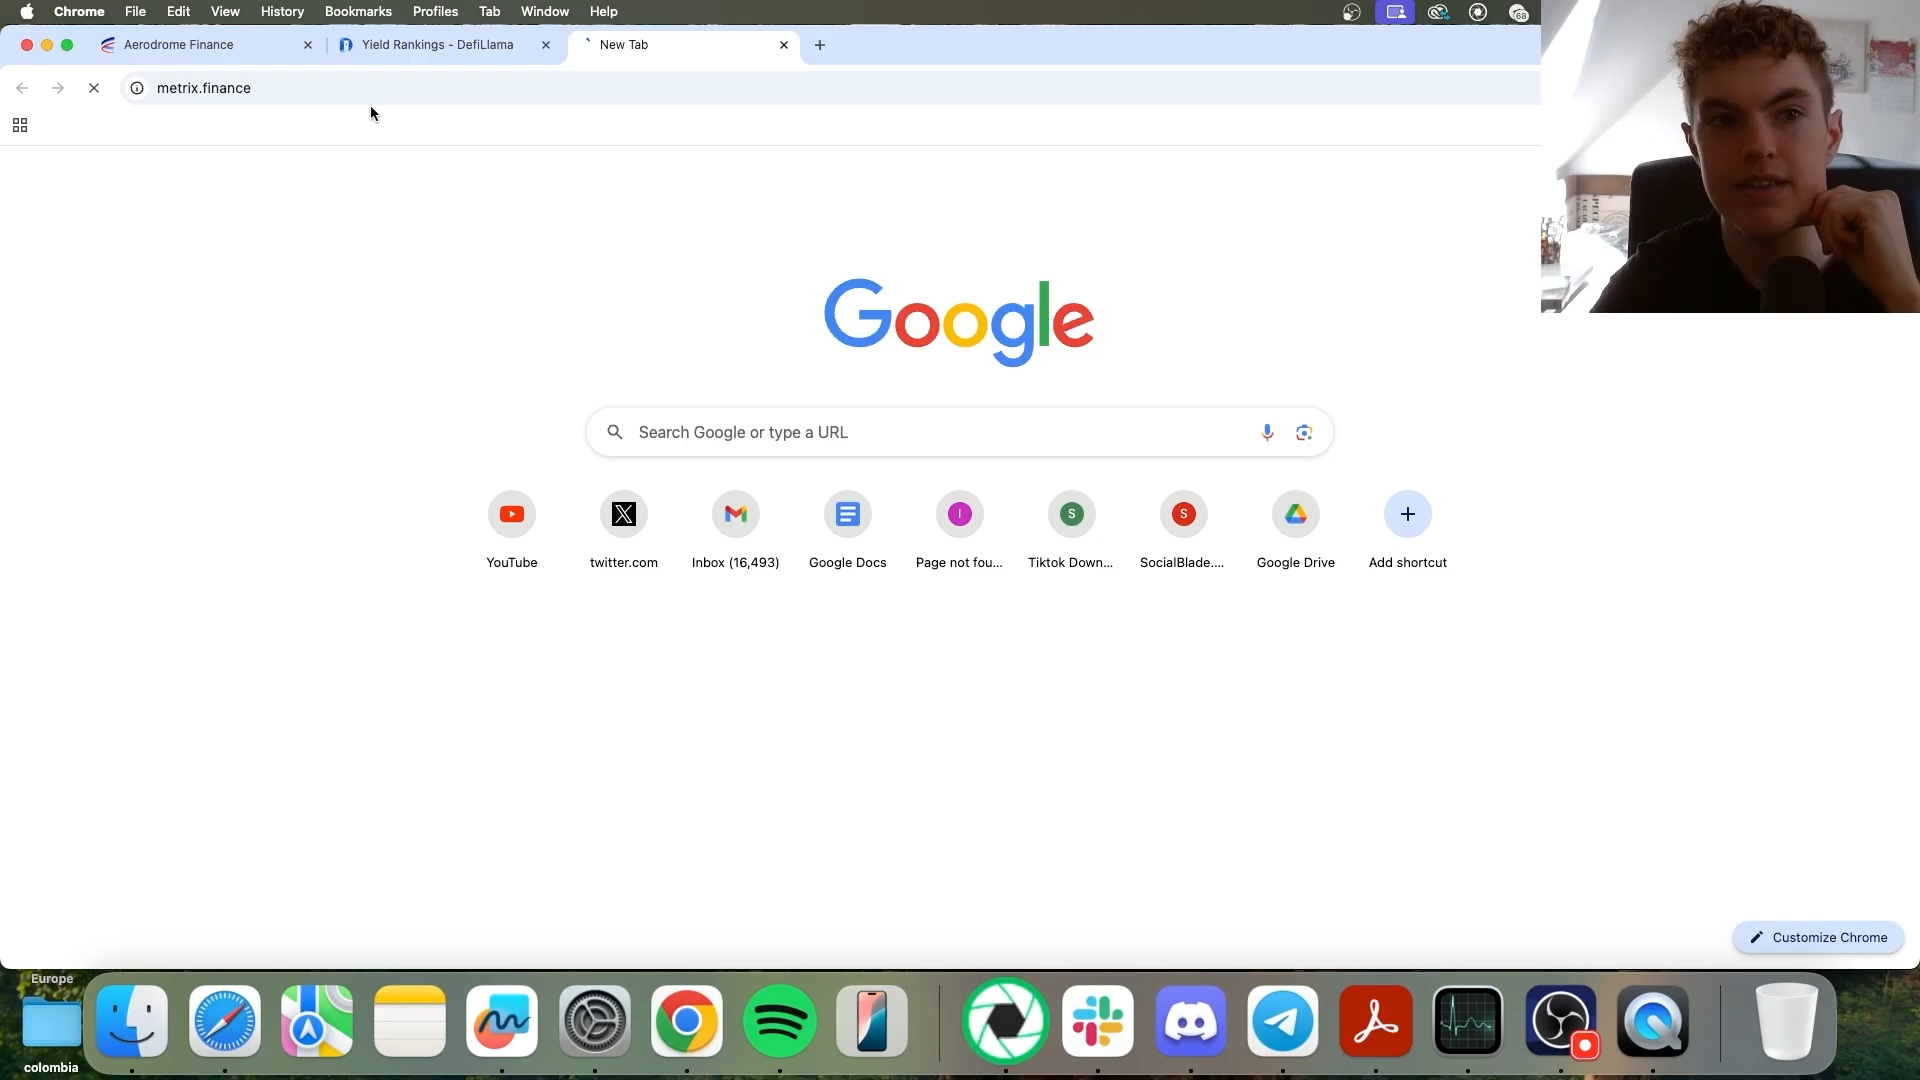 Chrome File Edit View History Bookmarks Profiles Tab Window Help
68
Aerodrome Finance
Yield Rankings - DefiLlama
New Tab
metrix.finance
Google
Search Google or type a URL
I
S
S
YouTube
twitter.com
Inbox (16,493)
Google Docs
Page not fou...
Tiktok Down...
SocialBlade....
Google Drive
Add shortcut
Customize Chrome
Europe
colombia